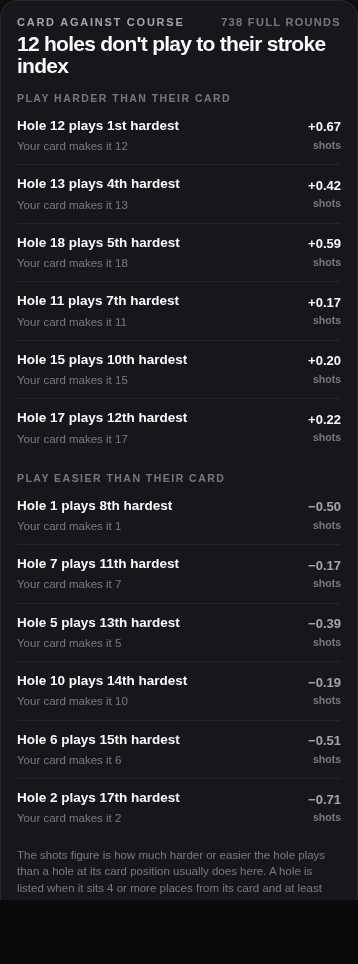 CARD AGAINST COURSE 738 FULL ROUNDS
12 holes don't play to their stroke
index
PLAY HARDER THAN THEIR CARD
Hole 12 plays 1st hardest +0.67
Your card makes it 12 shots
Hole 13 plays 4th hardest +0.42
Your card makes it 13 shots
Hole 18 plays 5th hardest +0.59
Your card makes it 18 shots
Hole 11 plays 7th hardest +0.17
Your card makes it 11 shots
Hole 15 plays 10th hardest +0.20
Your card makes it 15 shots
Hole 17 plays 12th hardest +0.22
Your card makes it 17 shots
PLAY EASIER THAN THEIR CARD
Hole 1 plays 8th hardest −0.50
Your card makes it 1 shots
Hole 7 plays 11th hardest −0.17
Your card makes it 7 shots
Hole 5 plays 13th hardest −0.39
Your card makes it 5 shots
Hole 10 plays 14th hardest −0.19
Your card makes it 10 shots
Hole 6 plays 15th hardest −0.51
Your card makes it 6 shots
Hole 2 plays 17th hardest −0.71
Your card makes it 2 shots
The shots figure is how much harder or easier the hole plays
than a hole at its card position usually does here. A hole is
listed when it sits 4 or more places from its card and at least